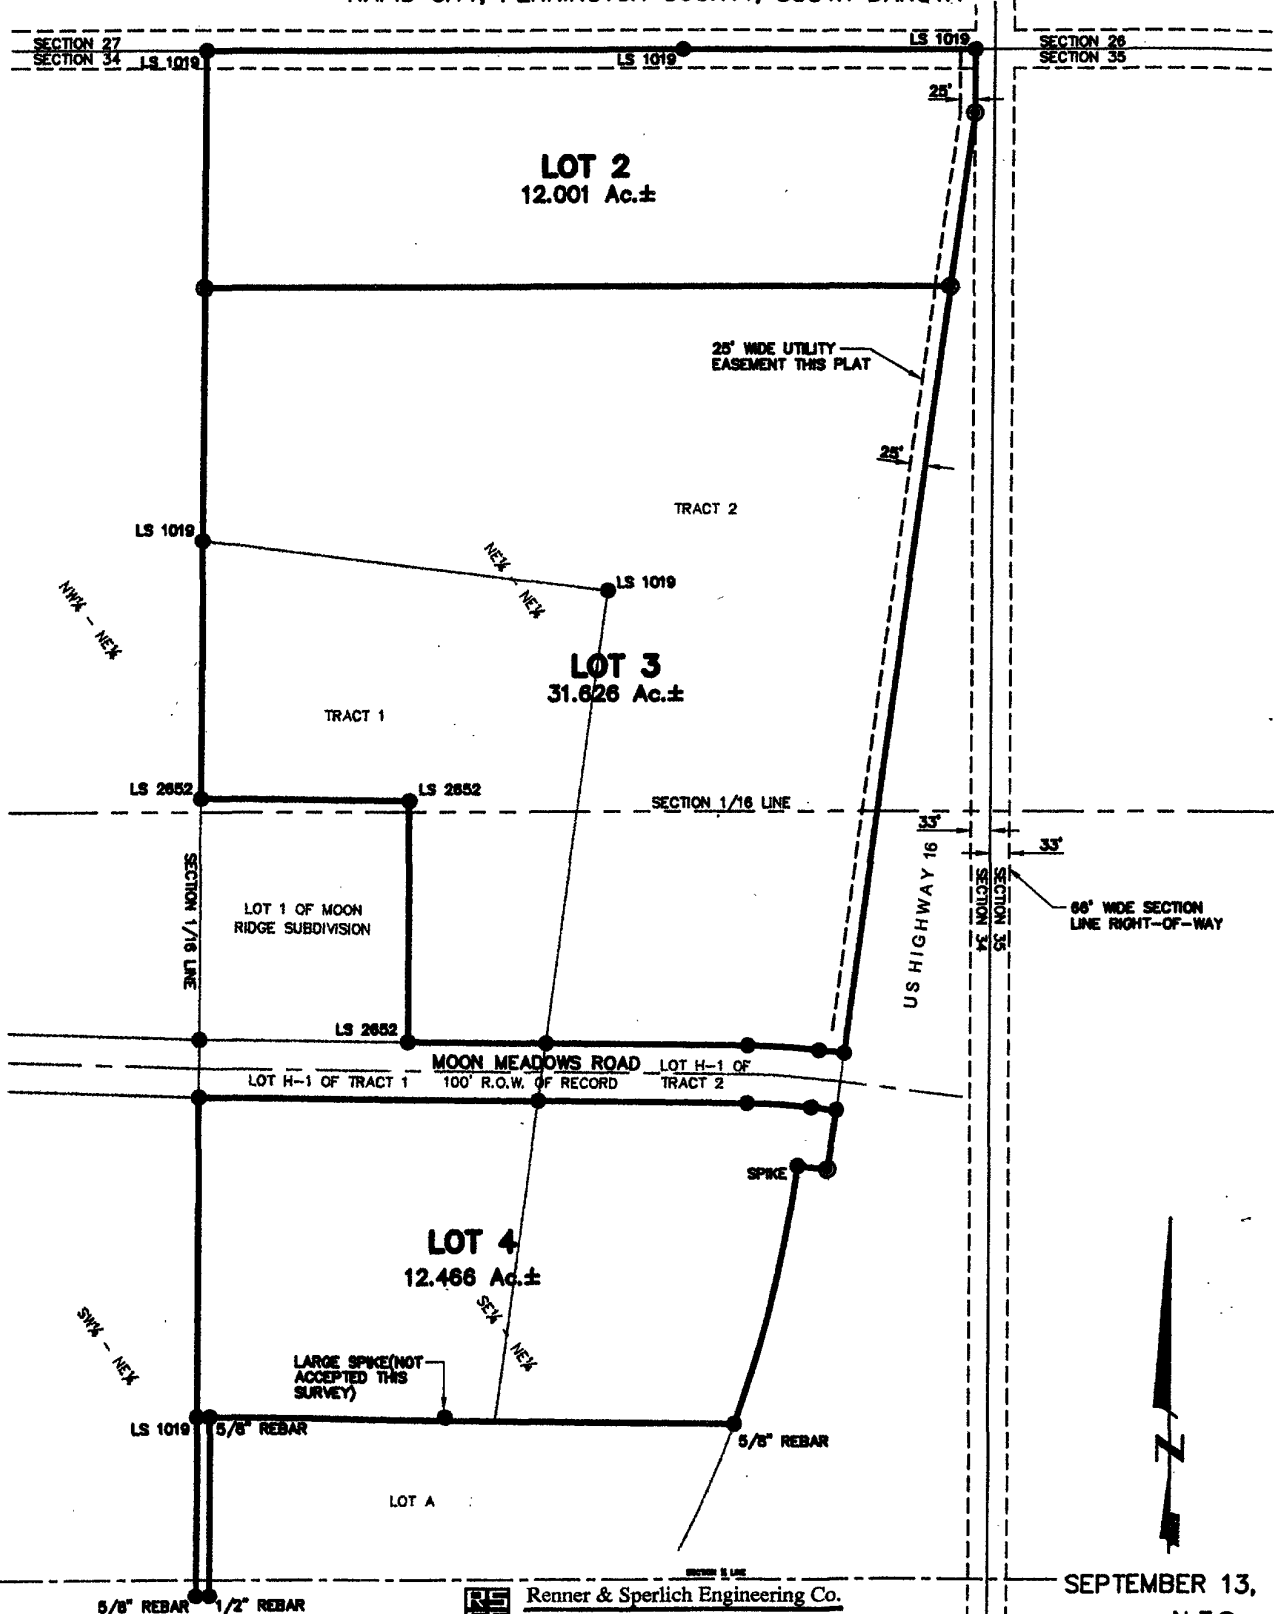 SECTION 27
SECTION 34
LS 1019
LS 1019
LS 1019
SECTION 26
SECTION 35
25'
LOT 2
12.001 Ac.±
25' WIDE UTILITY
EASEMENT THIS PLAT
25'
TRACT 2
LS 1019
NE¼ - NE¼
LS 1019
NW¼ - NE¼
LOT 3
31.626 Ac.±
TRACT 1
LS 2652
LS 2652
SECTION 1/16 LINE
33'
33'
US HIGHWAY 16
SECTION 34
SECTION 35
SECTION 1/16 LINE
LOT 1 OF MOON
RIDGE SUBDIVISION
66' WIDE SECTION
LINE RIGHT-OF-WAY
LS 2652
MOON MEADOWS ROAD
LOT H-1 OF
LOT H-1 OF TRACT 1
100' R.O.W. OF RECORD
TRACT 2
SPIKE
LOT 4
12.466 Ac.±
SE¼ - NE¼
SW¼ - NE¼
LARGE SPIKE(NOT
ACCEPTED THIS
SURVEY)
LS 1019
5/8" REBAR
5/8" REBAR
LOT A
N
SEPTEMBER 13,
Renner & Sperlich Engineering Co.
5/8" REBAR
1/2" REBAR